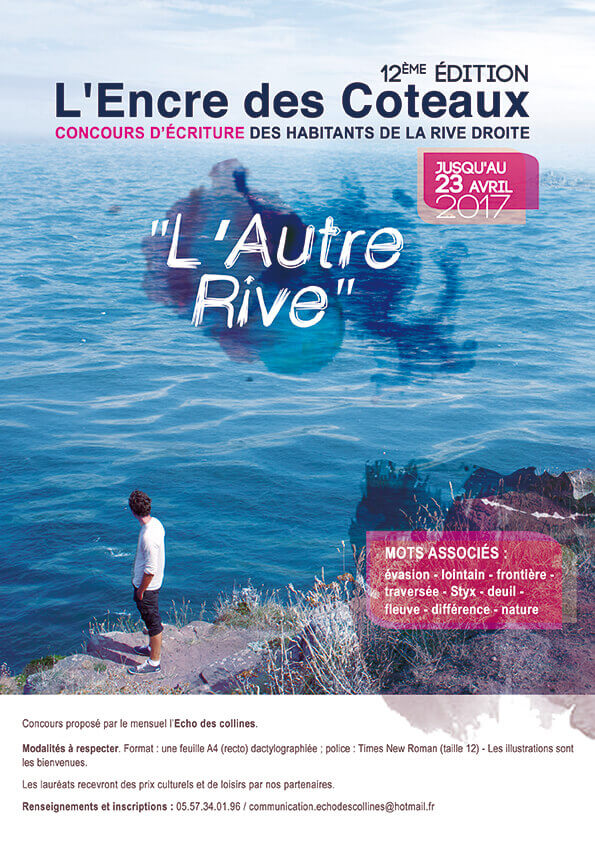 12ÈME ÉDITION
L'Encre des Coteaux
CONCOURS D'ÉCRITURE DES HABITANTS DE LA RIVE DROITE
JUSQU'AU
23 AVRIL
2017
"L'Autre
Rive"
MOTS ASSOCIÉS :
évasion - lointain - frontière -
traversée - Styx - deuil -
fleuve - différence - nature
Concours proposé par le mensuel l'Echo des collines.
Modalités à respecter. Format : une feuille A4 (recto) dactylographiée ; police : Times New Roman (taille 12) - Les illustrations sont
les bienvenues.
Les lauréats recevront des prix culturels et de loisirs par nos partenaires.
Renseignements et inscriptions : 05.57.34.01.96 / communication.echodescollines@hotmail.fr